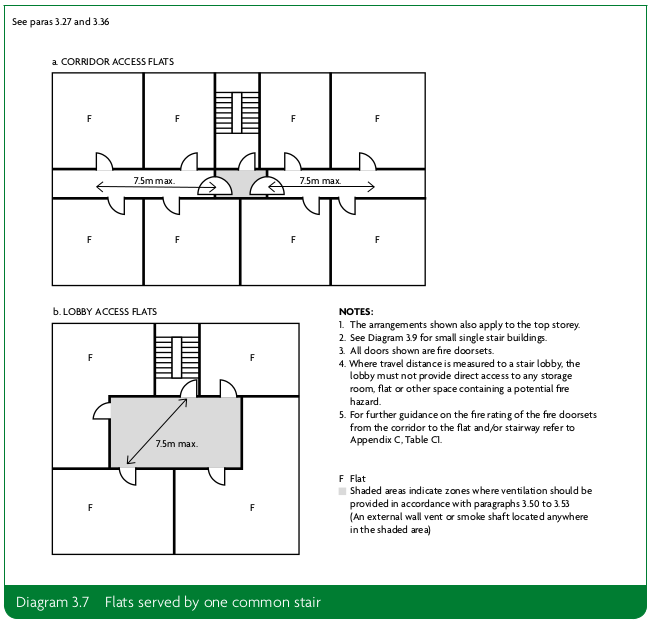 See paras 3.27 and 3.36
a. CORRIDOR ACCESS FLATS
F F F F
7.5m max. 7.5m max.
F F F F
b. LOBBY ACCESS FLATS
F F
7.5m max.
F F
NOTES:
1. The arrangements shown also apply to the top storey.
2. See Diagram 3.9 for small single stair buildings.
3. All doors shown are fire doorsets.
4. Where travel distance is measured to a stair lobby, the
lobby must not provide direct access to any storage
room, flat or other space containing a potential fire
hazard.
5. For further guidance on the fire rating of the fire doorsets
from the corridor to the flat and/or stairway refer to
Appendix C, Table C1.
F Flat
Shaded areas indicate zones where ventilation should be
provided in accordance with paragraphs 3.50 to 3.53
(An external wall vent or smoke shaft located anywhere
in the shaded area)
Diagram 3.7 Flats served by one common stair